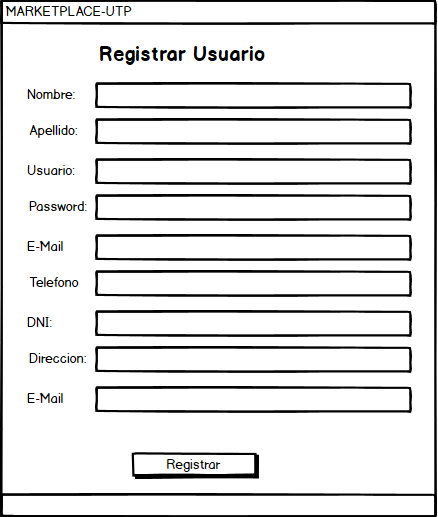 MARKETPLACE-UTP
Registrar Usuario
Nombre:
Apellido:
Usuario:
Password:
E-Mail
Telefono
DNI:
Direccion:
E-Mail
Registrar